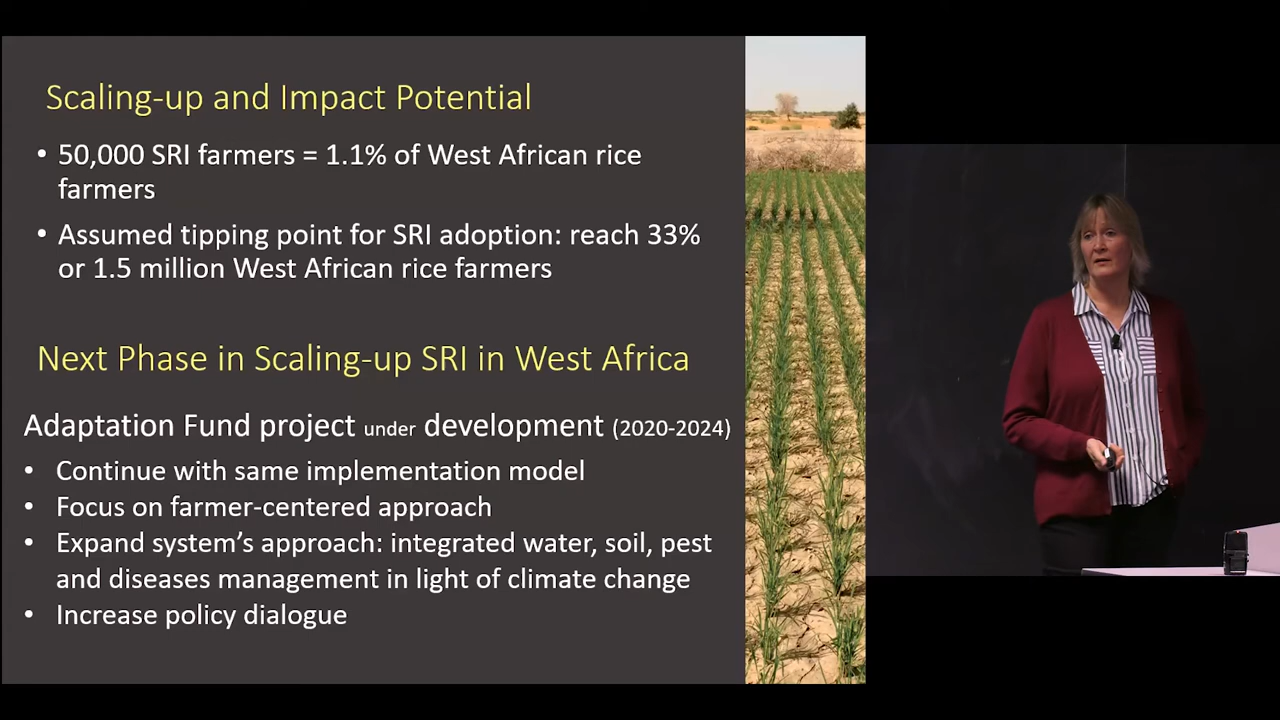 Scaling-up and Impact Potential
• 50,000 SRI farmers = 1.1% of West African rice
farmers
• Assumed tipping point for SRI adoption: reach 33%
or 1.5 million West African rice farmers
Next Phase in Scaling-up SRI in West Africa
Adaptation Fund project under development (2020-2024)
• Continue with same implementation model
• Focus on farmer-centered approach
• Expand system's approach: integrated water, soil, pest
and diseases management in light of climate change
• Increase policy dialogue